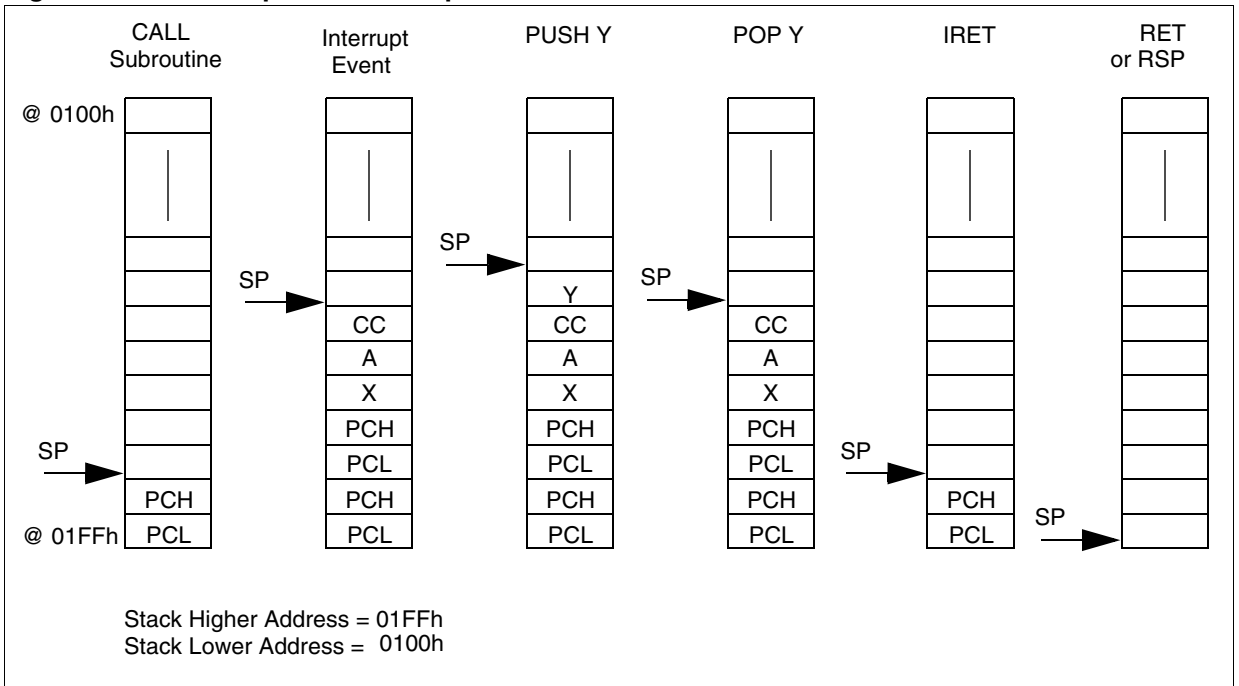 CALL
Subroutine
Interrupt
Event
PUSH Y
POP Y
IRET
RET
or RSP
@ 0100h
SP
SP
SP
Y
CC
CC
CC
A
A
A
X
X
X
PCH
PCH
PCH
SP
PCL
PCL
PCL
SP
PCH
PCH
PCH
PCH
PCH
SP
@ 01FFh
PCL
PCL
PCL
PCL
PCL
Stack Higher Address = 01FFh
Stack Lower Address = 0100h